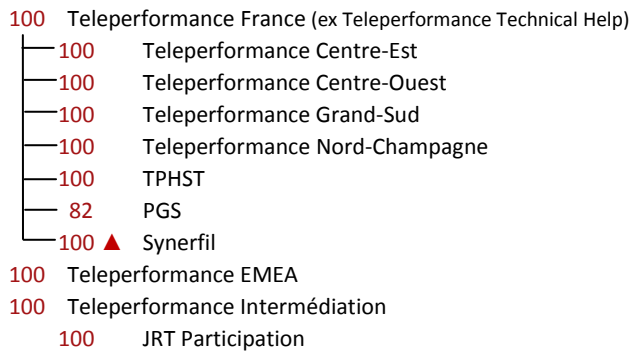 100 Teleperformance France (ex Teleperformance Technical Help)
100 Teleperformance Centre-Est
100 Teleperformance Centre-Ouest
100 Teleperformance Grand-Sud
100 Teleperformance Nord-Champagne
100 TPHST
82 PGS
100 ▲ Synerfil
100 Teleperformance EMEA
100 Teleperformance Intermédiation
100 JRT Participation